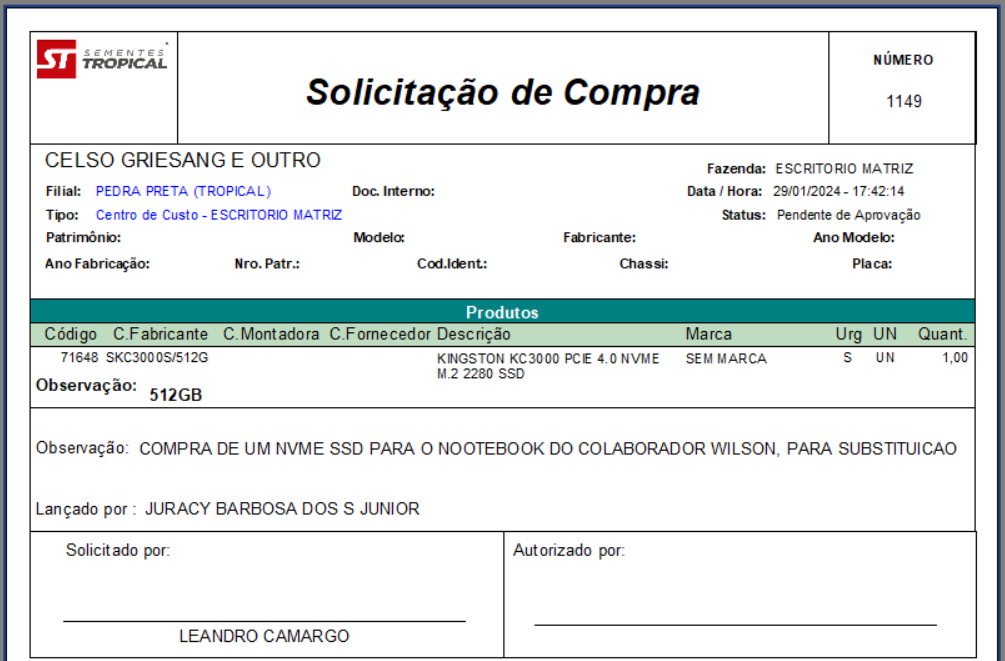 ST SEMENTES TROPICAL
Solicitação de Compra
NÚMERO
1149
CELSO GRIESANG E OUTRO
Fazenda: ESCRITORIO MATRIZ
Filial: PEDRA PRETA (TROPICAL) Doc. Interno: Data / Hora: 29/01/2024 - 17:42:14
Tipo: Centro de Custo - ESCRITORIO MATRIZ Status: Pendente de Aprovação
Patrimônio: Modelo: Fabricante: Ano Modelo:
Ano Fabricação: Nro. Patr.: Cod.Ident.: Chassi: Placa:
Produtos
Código C.Fabricante C.Montadora C.Fornecedor Descrição Marca Urg UN Quant.
71648 SKC3000S/512G KINGSTON KC3000 PCIE 4.0 NVME SEM MARCA S UN 1,00
M.2 2280 SSD
Observação: 512GB
Observação: COMPRA DE UM NVME SSD PARA O NOOTEBOOK DO COLABORADOR WILSON, PARA SUBSTITUICAO
Lançado por : JURACY BARBOSA DOS S JUNIOR
Solicitado por: Autorizado por:
LEANDRO CAMARGO